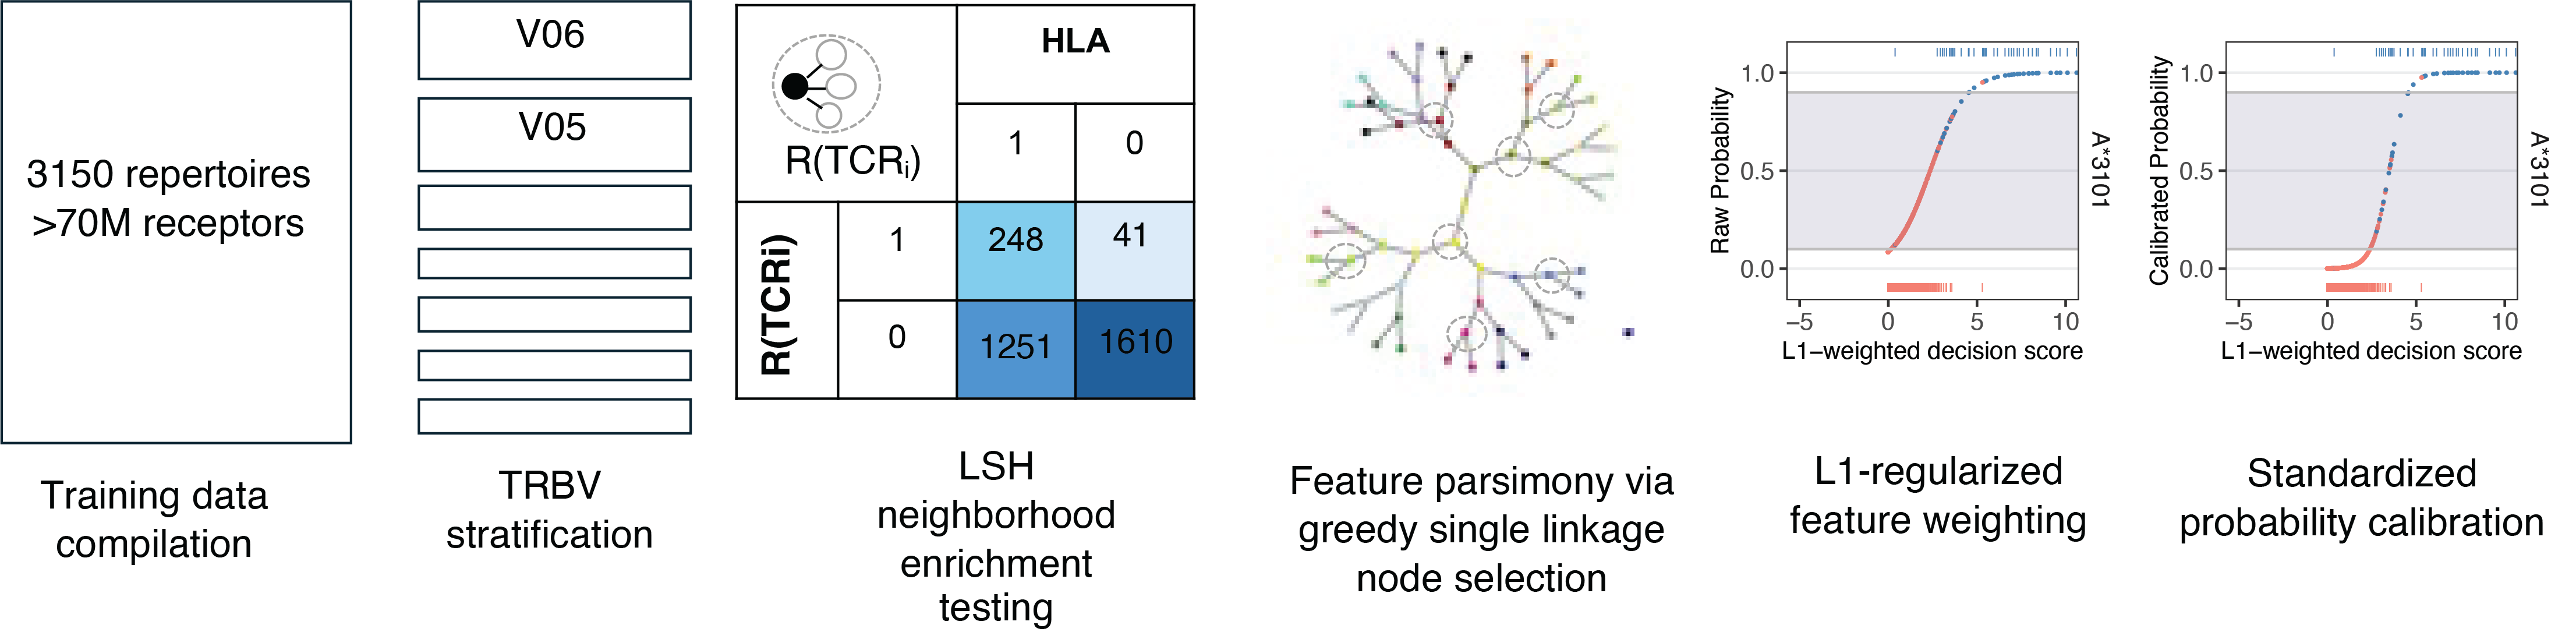 3150 repertoires
>70M receptors
Training data
compilation
V06
V05
TRBV
stratification
R(TCRi)
HLA
1
0
R(TCRi)
1
248
41
0
1251
1610
LSH
neighborhood
enrichment
testing
Feature parsimony via
greedy single linkage
node selection
Raw Probability
1.0
0.5
0.0
−5
0
5
10
L1−weighted decision score
A*3101
L1-regularized
feature weighting
Calibrated Probability
1.0
0.5
0.0
−5
0
5
10
L1−weighted decision score
A*3101
Standardized
probability calibration